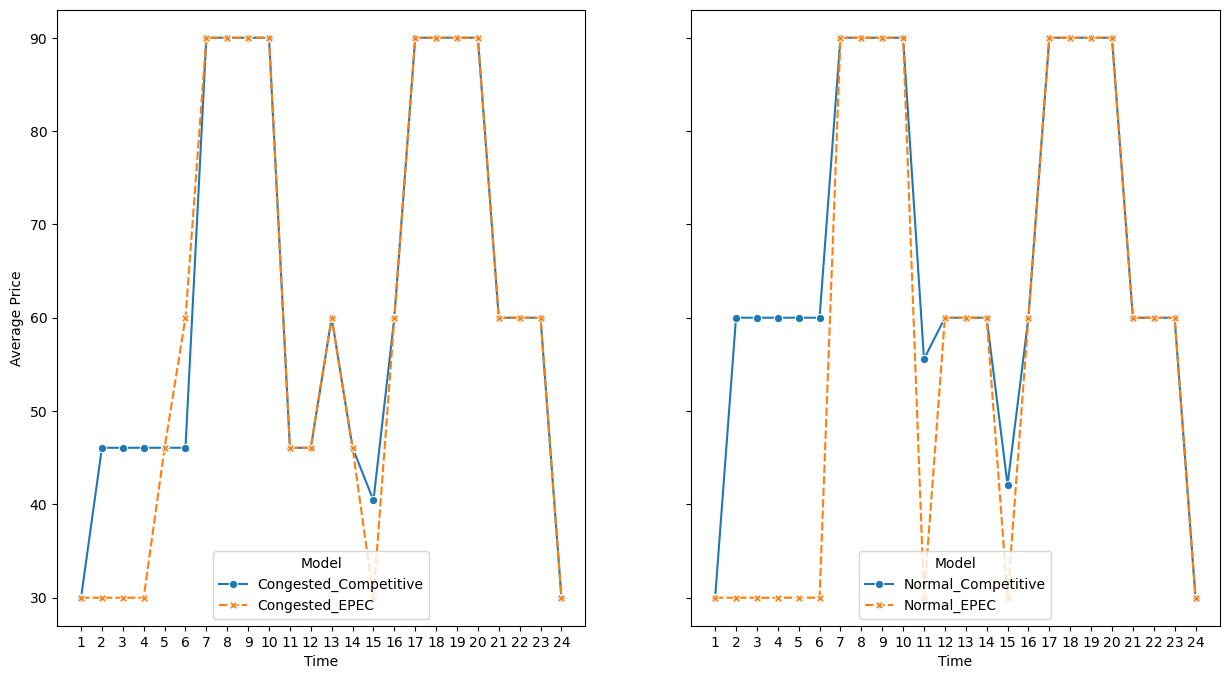 Average Price
90
80
70
60
50
40
30
1 2 3 4 5 6 7 8 9 10 11 12 13 14 15 16 17 18 19 20 21 22 23 24
Time
Model
Congested_Competitive
Congested_EPEC
1 2 3 4 5 6 7 8 9 10 11 12 13 14 15 16 17 18 19 20 21 22 23 24
Time
Model
Normal_Competitive
Normal_EPEC